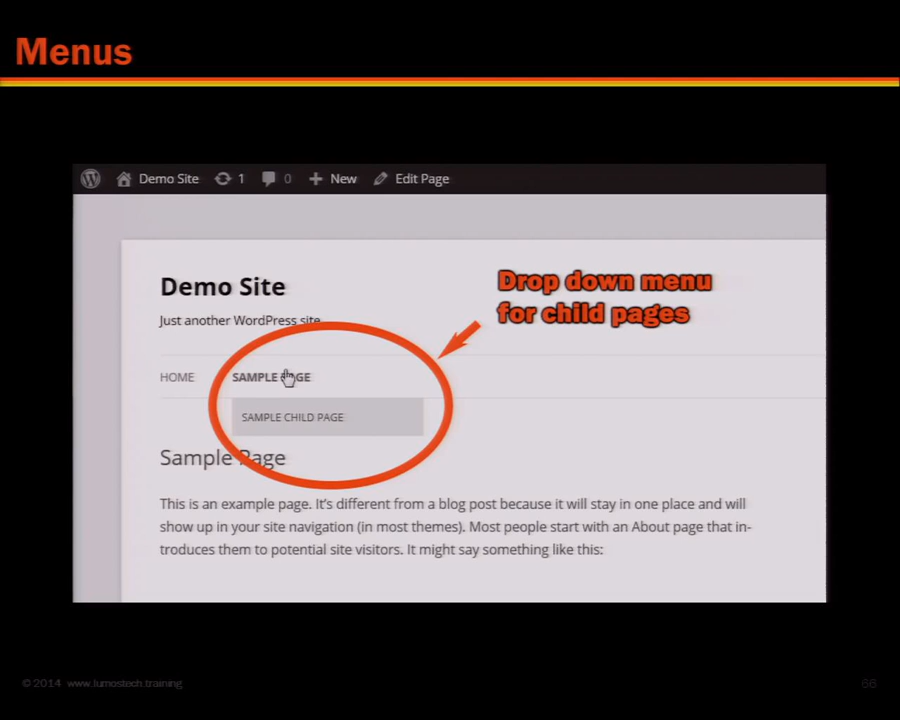 Menus
Demo Site 1 0 New Edit Page
Demo Site
Just another WordPress site
Drop down menu
for child pages
HOME SAMPLE PAGE
SAMPLE CHILD PAGE
Sample Page
This is an example page. It's different from a blog post because it will stay in one place and will
show up in your site navigation (in most themes). Most people start with an About page that in-
troduces them to potential site visitors. It might say something like this:
© 2014 www.lumostech.training
66